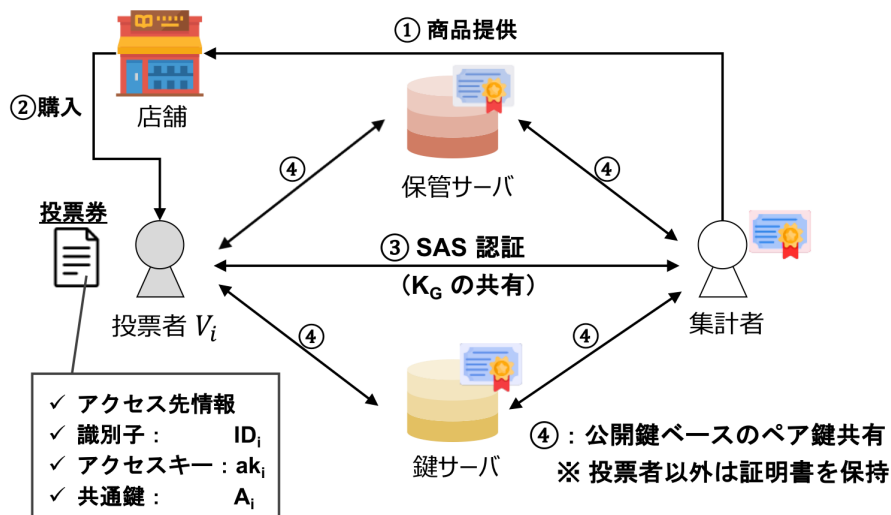 ① 商品提供
②購入
店舗
④
④
保管サーバ
投票券
③ SAS 認証
(KG の共有)
投票者 Vi
集計者
④
④
✓ アクセス先情報
✓ 識別子： IDi
✓ アクセスキー：aki
✓ 共通鍵： Ai
鍵サーバ
④：公開鍵ベースのペア鍵共有
※ 投票者以外は証明書を保持